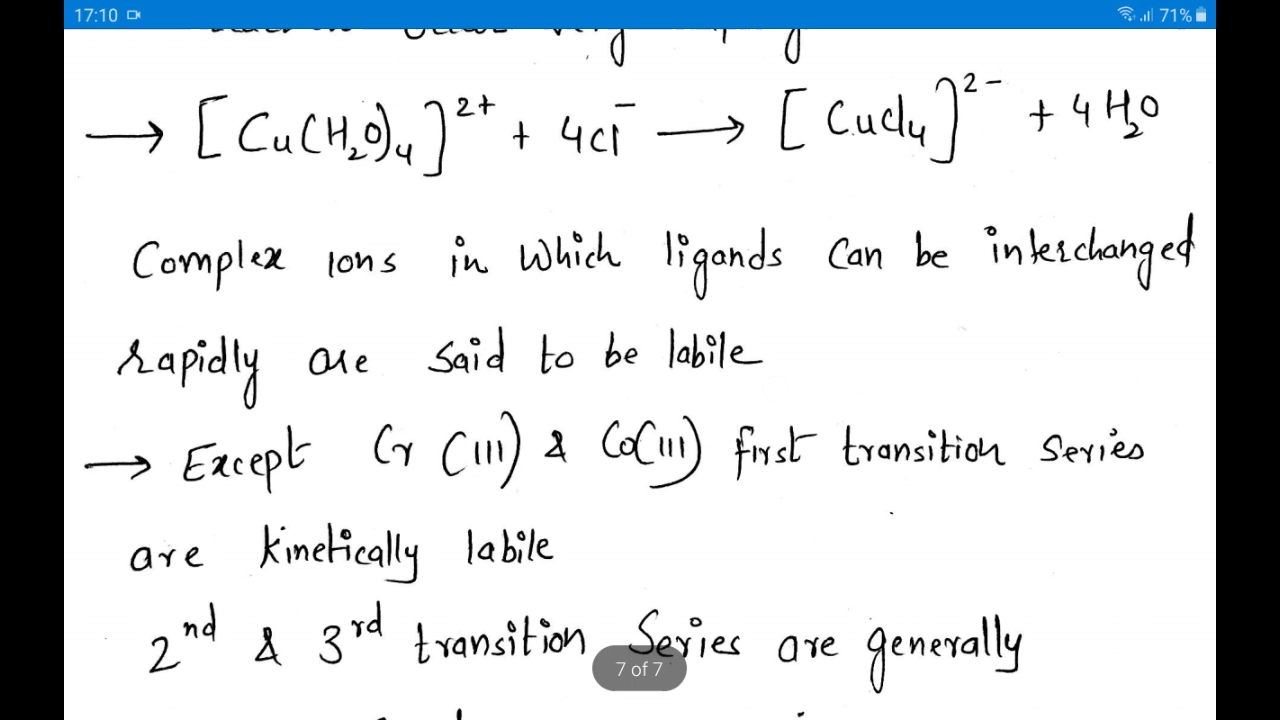 17:10 71%
→ [Cu(H₂O)₄]²⁺ + 4Cl⁻ → [CuCl₄]²⁻ + 4H₂O
Complex ions in which ligands can be interchanged
rapidly are said to be labile
→ Except Cr (III) & Co(III) first transition series
are kinetically labile
2nd & 3rd transition Series are generally
7 of 7